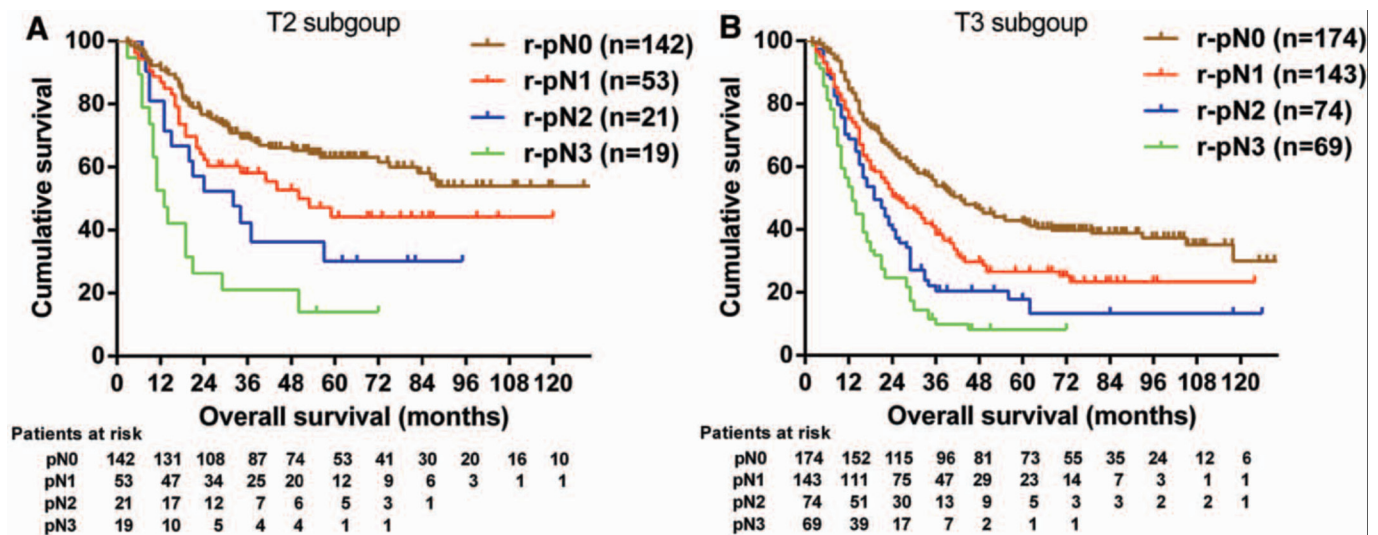 A
T2 subgoup
r-pN0 (n=142)
r-pN1 (n=53)
r-pN2 (n=21)
r-pN3 (n=19)
Cumulative survival
100
80
60
40
20
0
0 12 24 36 48 60 72 84 96 108 120
Overall survival (months)
Patients at risk
pN0 142 131 108 87 74 53 41 30 20 16 10
pN1 53 47 34 25 20 12 9 6 3 1 1
pN2 21 17 12 7 6 5 3 1
pN3 19 10 5 4 4 1 1
B
T3 subgoup
r-pN0 (n=174)
r-pN1 (n=143)
r-pN2 (n=74)
r-pN3 (n=69)
Cumulative survival
100
80
60
40
20
0
0 12 24 36 48 60 72 84 96 108 120
Overall survival (months)
Patients at risk
pN0 174 152 115 96 81 73 55 35 24 12 6
pN1 143 111 75 47 29 23 14 7 3 1 1
pN2 74 51 30 13 9 5 3 3 2 2 1
pN3 69 39 17 7 2 1 1